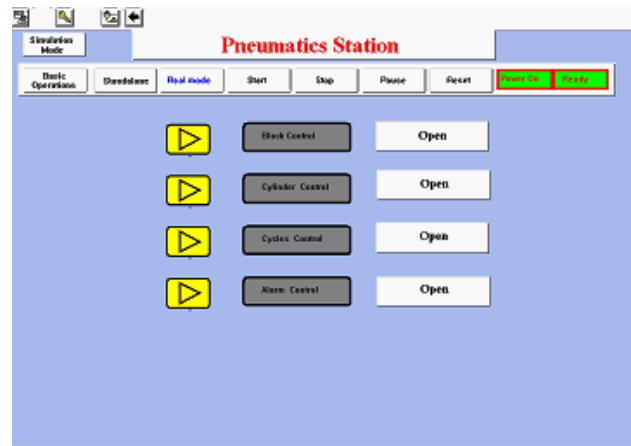 Simulation
Mode
Pneumatics Station
Basic
Operations
Standalone
Real mode
Start
Stop
Pause
Reset
Power On
Ready
Block Control
Open
Cylinder Control
Open
Cycles Control
Open
Alarm Control
Open